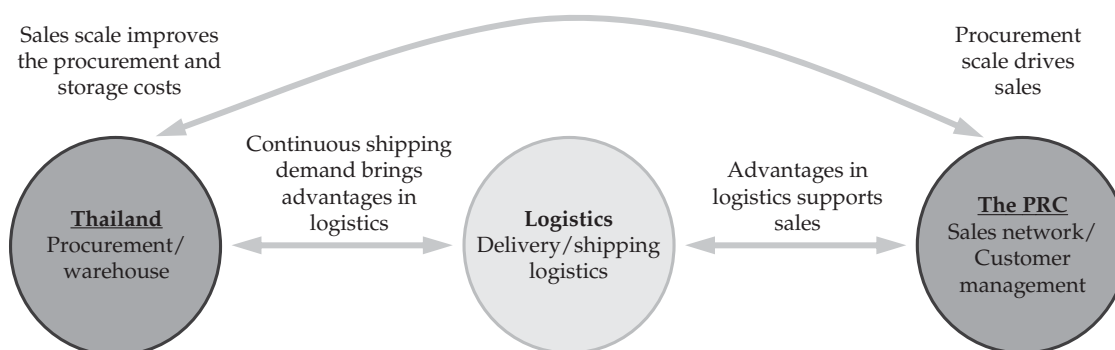 Sales scale improves
the procurement and
storage costs
Procurement
scale drives
sales
Continuous shipping
demand brings
advantages in
logistics
Advantages in
logistics supports
sales
Thailand
Procurement/
warehouse
Logistics
Delivery/shipping
logistics
The PRC
Sales network/
Customer
management